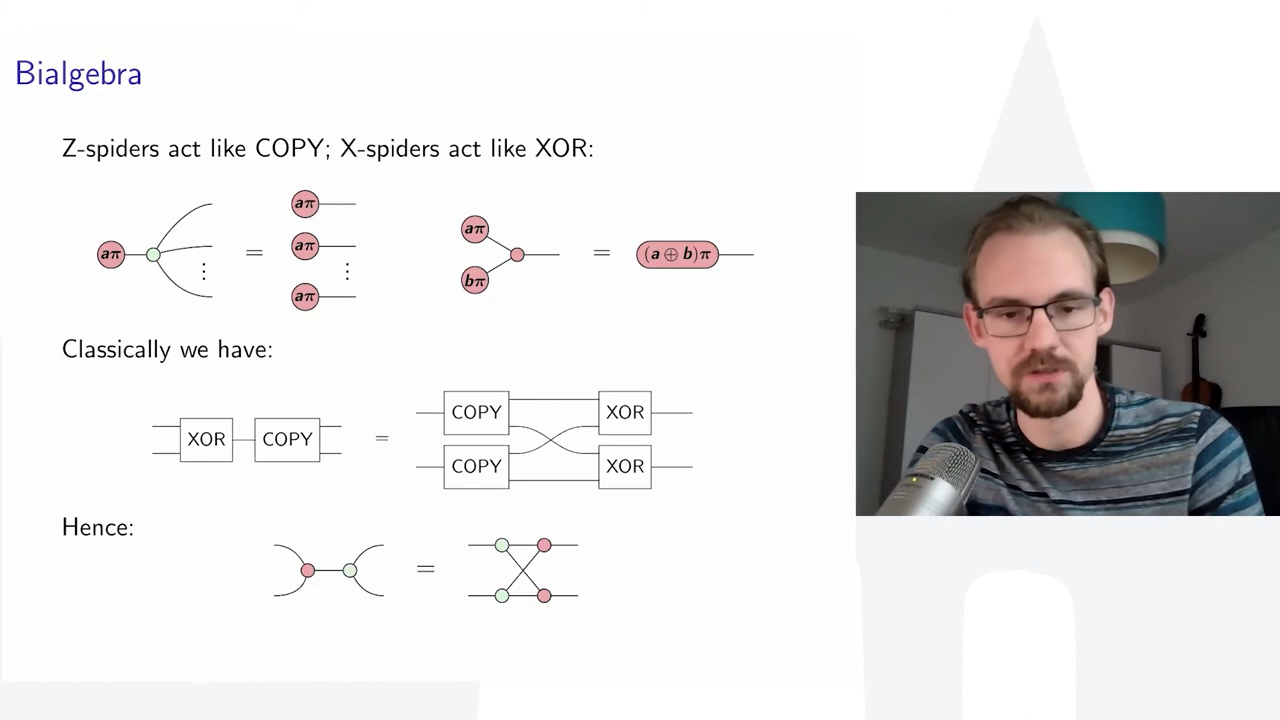 Bialgebra
Z-spiders act like COPY; X-spiders act like XOR:
aπ = aπ aπ ⋮ aπ
aπ bπ = (a ⊕ b)π
Classically we have:
XOR COPY = COPY XOR
COPY XOR
Hence:
=